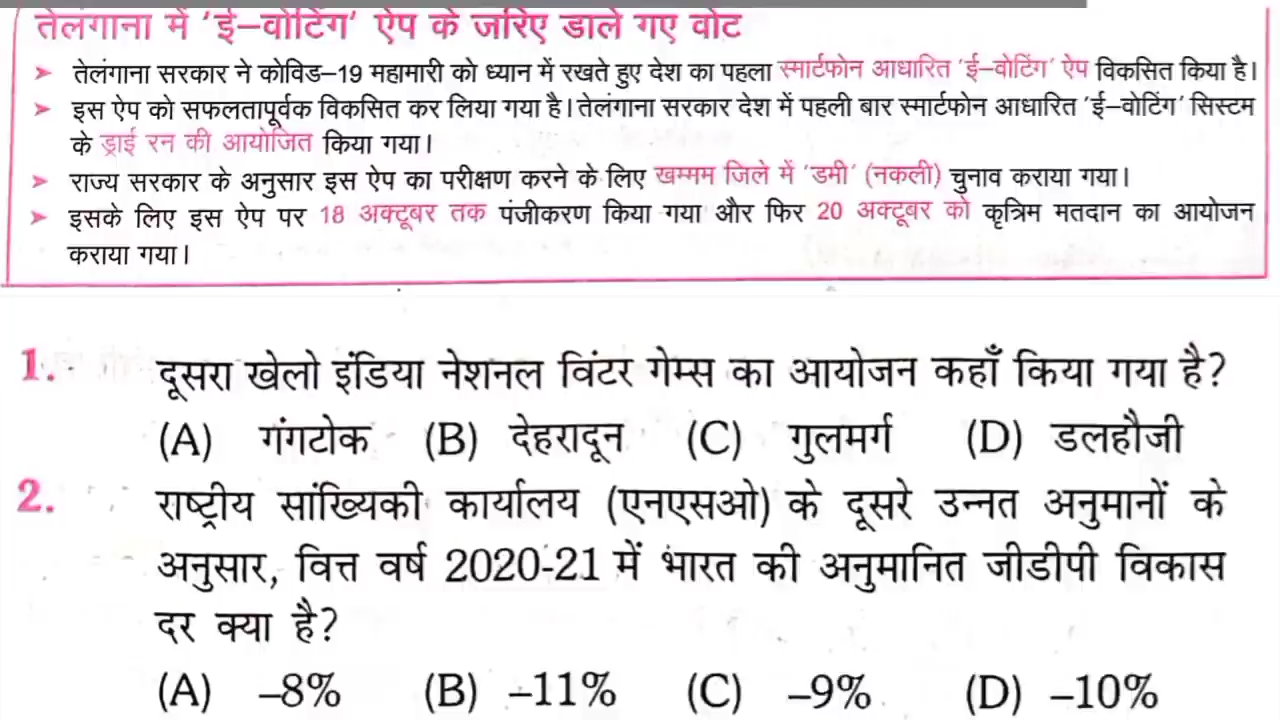 तेलंगाना में 'ई–वोटिंग' ऐप के जरिए डाले गए वोट
➤ तेलंगाना सरकार ने कोविड–19 महामारी को ध्यान में रखते हुए देश का पहला स्मार्टफोन आधारित 'ई–वोटिंग' ऐप विकसित किया है।
➤ इस ऐप को सफलतापूर्वक विकसित कर लिया गया है। तेलंगाना सरकार देश में पहली बार स्मार्टफोन आधारित 'ई–वोटिंग' सिस्टम
के ड्राई रन की आयोजित किया गया।
➤ राज्य सरकार के अनुसार इस ऐप का परीक्षण करने के लिए खम्मम जिले में 'डमी' (नकली) चुनाव कराया गया।
➤ इसके लिए इस ऐप पर 18 अक्टूबर तक पंजीकरण किया गया और फिर 20 अक्टूबर को कृत्रिम मतदान का आयोजन
कराया गया।
1. दूसरा खेलो इंडिया नेशनल विंटर गेम्स का आयोजन कहाँ किया गया है?
(A) गंगटोक (B) देहरादून (C) गुलमर्ग (D) डलहौजी
2. राष्ट्रीय सांख्यिकी कार्यालय (एनएसओ) के दूसरे उन्नत अनुमानों के
अनुसार, वित्त वर्ष 2020-21 में भारत की अनुमानित जीडीपी विकास
दर क्या है?
(A) –8% (B) –11% (C) –9% (D) –10%